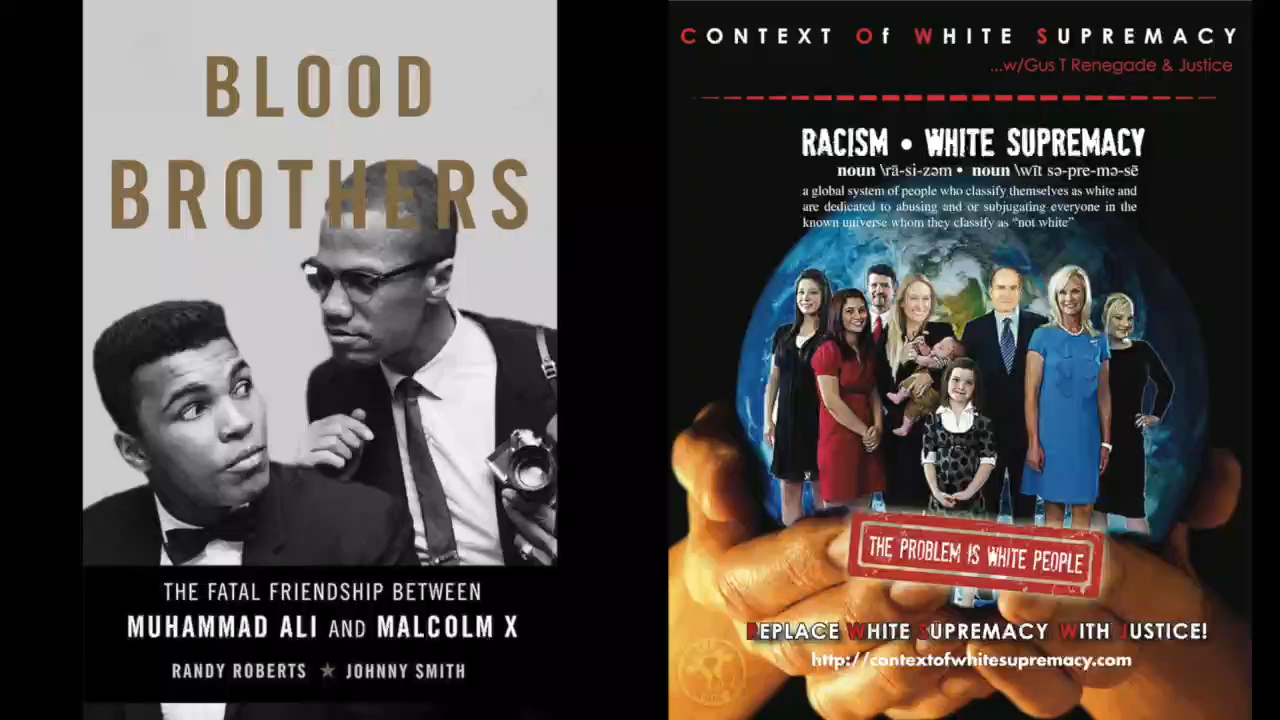 BLOOD
BROTHERS
THE FATAL FRIENDSHIP BETWEEN
MUHAMMAD ALI AND MALCOLM X
RANDY ROBERTS ★ JOHNNY SMITH
CONTEXT Of WHITE SUPREMACY
...w/Gus T Renegade & Justice
RACISM • WHITE SUPREMACY
noun \rā-si-zəm • noun \wīt sə-pre-mə-sē
a global system of people who classify themselves as white and
are dedicated to abusing and or subjugating everyone in the
known universe whom they classify as “not white”
THE PROBLEM IS WHITE PEOPLE
REPLACE WHITE SUPREMACY WITH JUSTICE!
http://contextofwhitesupremacy.com